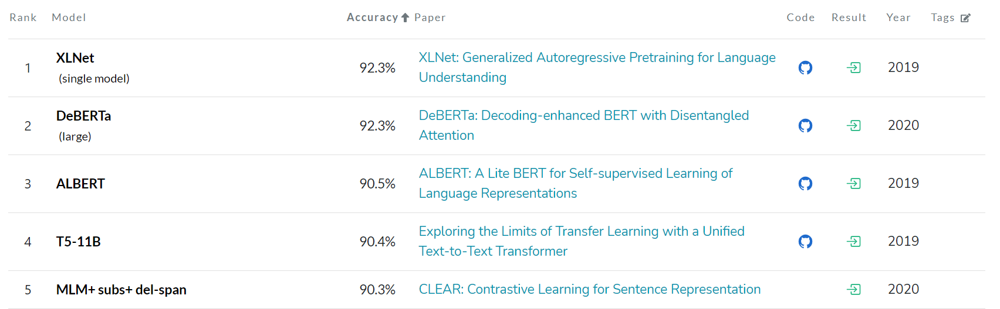 Rank Model Accuracy Paper Code Result Year Tags
1 XLNet (single model) 92.3% XLNet: Generalized Autoregressive Pretraining for Language
Understanding 2019
2 DeBERTa (large) 92.3% DeBERTa: Decoding-enhanced BERT with Disentangled
Attention 2020
3 ALBERT 90.5% ALBERT: A Lite BERT for Self-supervised Learning of
Language Representations 2019
4 T5-11B 90.4% Exploring the Limits of Transfer Learning with a Unified
Text-to-Text Transformer 2019
5 MLM+ subs+ del-span 90.3% CLEAR: Contrastive Learning for Sentence Representation 2020